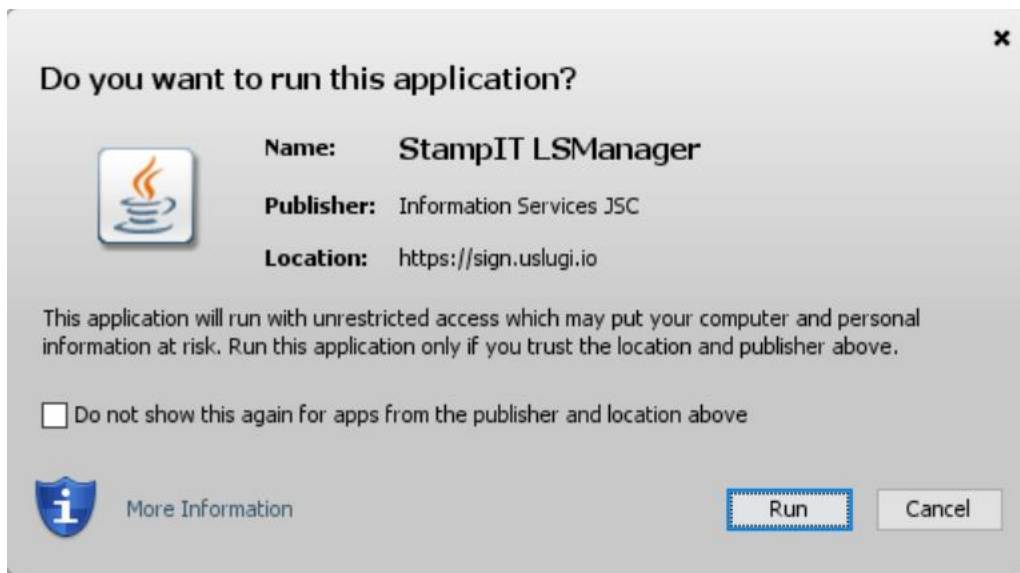 Do you want to run this application?
Name: StampIT LSManager
Publisher: Information Services JSC
Location: https://sign.uslugi.io
This application will run with unrestricted access which may put your computer and personal
information at risk. Run this application only if you trust the location and publisher above.
Do not show this again for apps from the publisher and location above
More Information
Run
Cancel